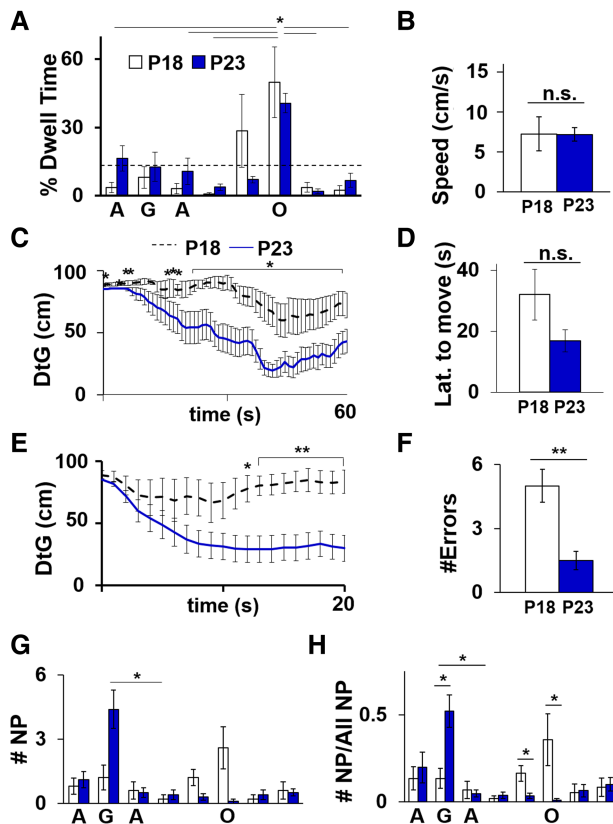 A
*
P18 P23
% Dwell Time
60
30
0
A G A O
B
Speed (cm/s)
15
10
5
0
n.s.
P18 P23
C
P18 P23
DtG (cm)
100
50
0
* ** *** *
time (s) 60
D
Lat. to move (s)
40
20
0
n.s.
P18 P23
E
DtG (cm)
100
50
0
* **
time (s) 20
F
#Errors
6
3
0
**
P18 P23
G
# NP
6
3
0
*
A G A O
H
# NP/All NP
0.5
0
* * * *
A G A O